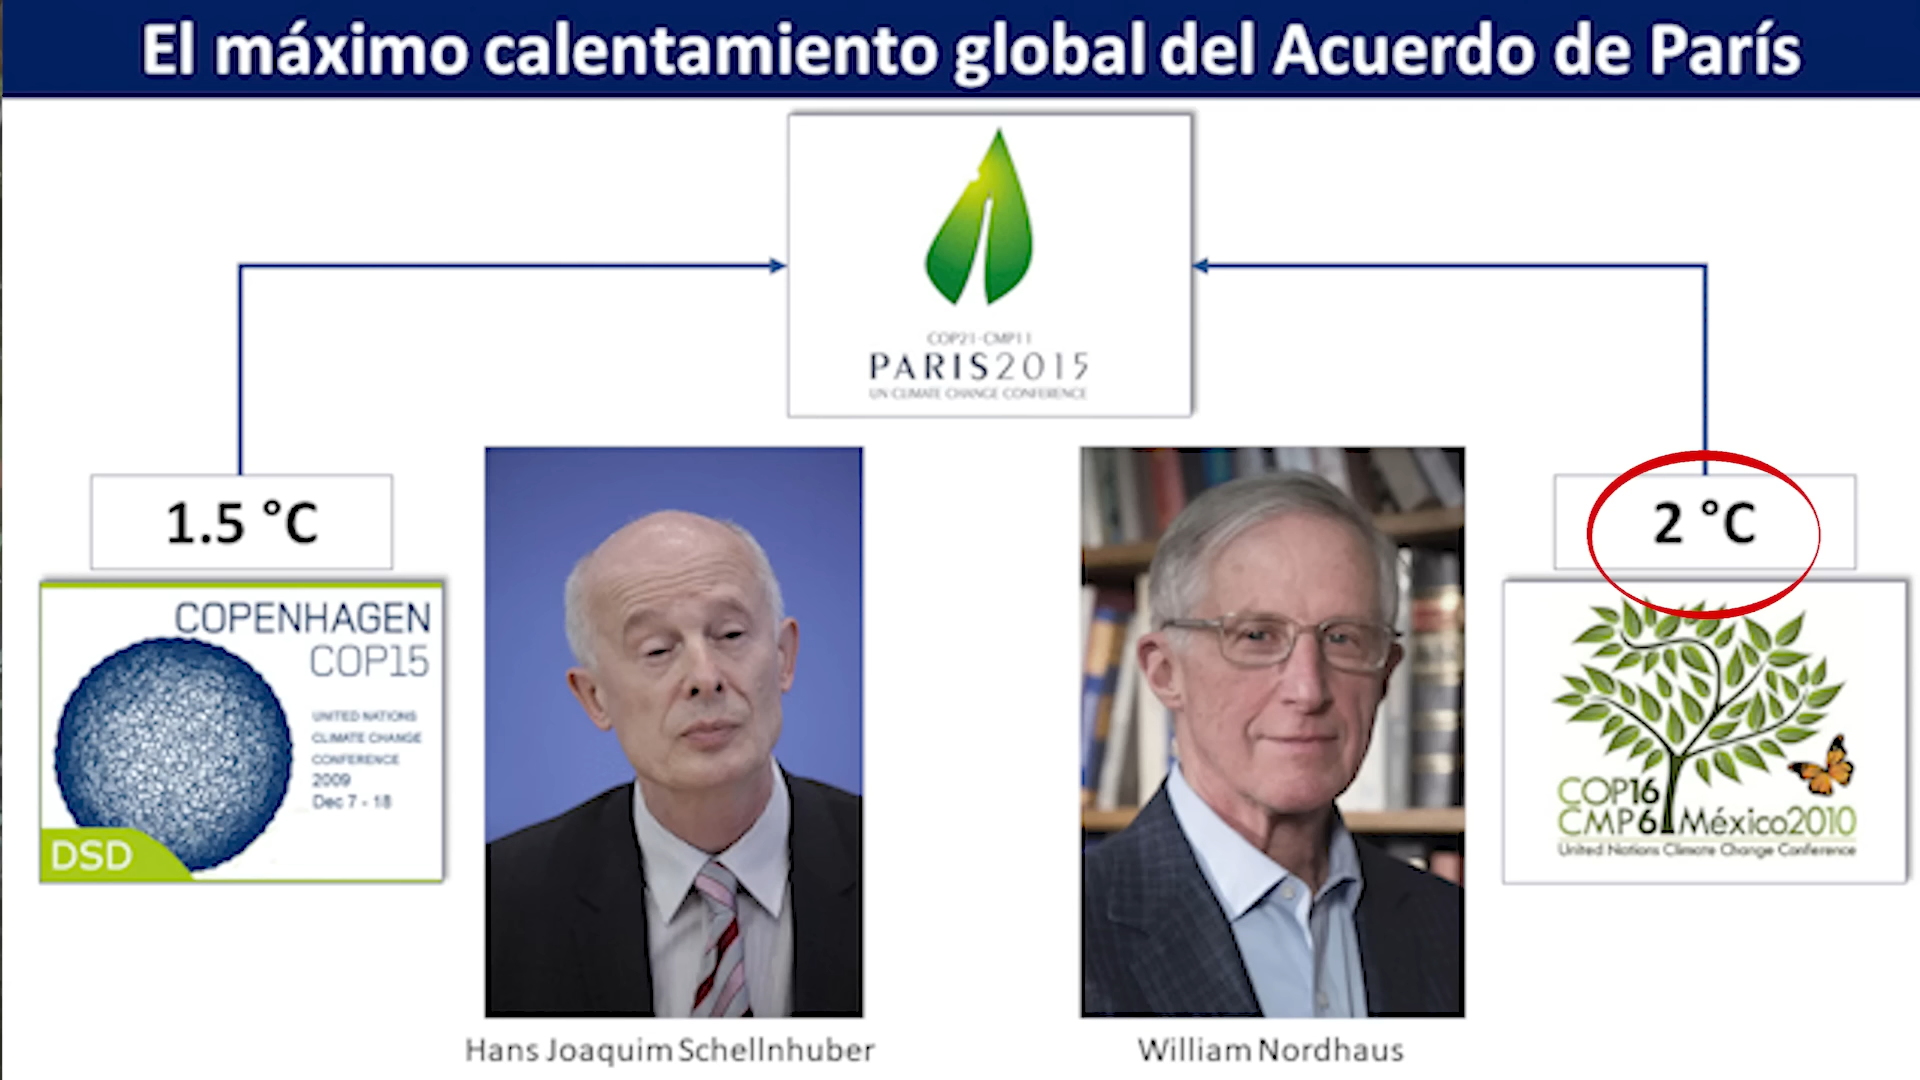 El máximo calentamiento global del Acuerdo de París
COP21·CMP11
PARIS2015
UN CLIMATE CHANGE CONFERENCE
1.5 °C
2 °C
COPENHAGEN
COP15
UNITED NATIONS
CLIMATE CHANGE
CONFERENCE
2009
Dec 7 - 18
DSD
COP16
CMP6 México2010
United Nations Climate Change Conference
Hans Joaquim Schellnhuber
William Nordhaus